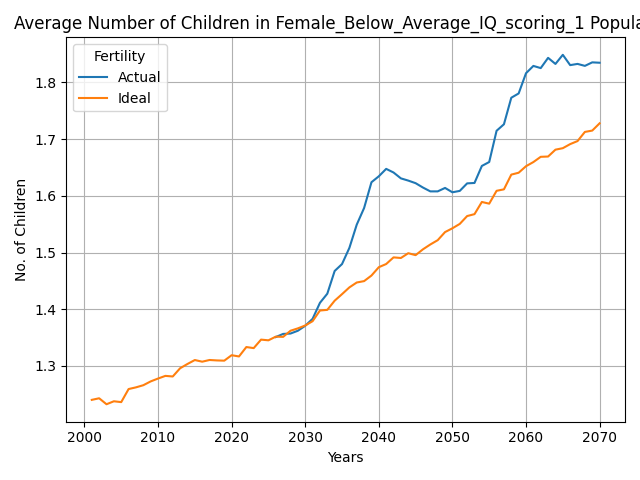 Average Number of Children in Female_Below_Average_IQ_scoring_1 Popula
Fertility
Actual
Ideal
No. of Children
1.8
1.7
1.6
1.5
1.4
1.3
2000 2010 2020 2030 2040 2050 2060 2070
Years